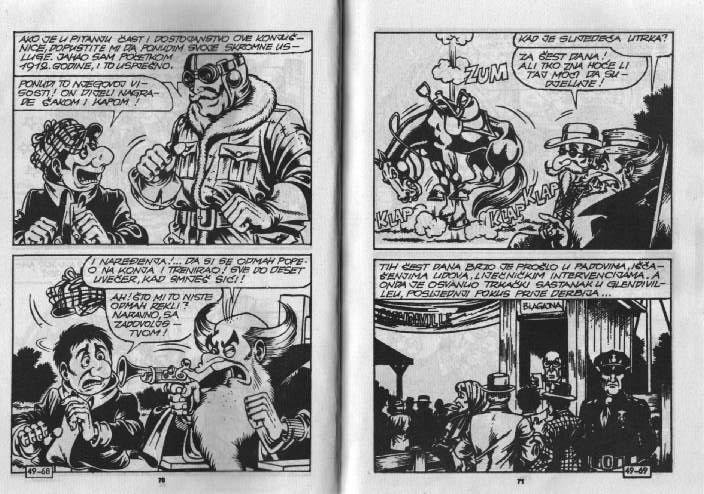 AKO JE U PITANJU ČAST I DOSTOJANSTVO OVE KONJUŠ-
NICE, DOPUSTITE MI DA PONUDIM SVOJE SKROMNE US-
LUGE. JAHAO SAM POČETKOM
1912. GODINE, I TO USPJEŠNO.
PONUDI TO NJEGOVOJ VI-
SOSTI! ON DIJELI NAGRA-
DE ŠAKOM I KAPOM!
I NAREĐENJA!... DA SI SE ODMAH POPE-
O NA KONJA I TRENIRAO! SVE DO DESET
UVEČER, KAD SMIJEŠ SIĆI!
AH! ŠTO MI TO NISTE
ODMAH REKLI?
NARAVNO, SA
ZADOVOLJS-
TVOM!
49-68
70
KAD JE SLIJEDEĆA UTRKA?
ZA ŠEST DANA!
ALI TKO ZNA HOĆE LI
TAJ MOĆI DA SU-
DJELUJE!
ZUM
KLAP
KLAP
KLAP
TIH ŠEST DANA BRZO JE PROŠLO U PADOVIMA, IŠČA-
ŠENJIMA UDOVA, LIJEČNIČKIM INTERVENCIJAMA, A
ONDA JE OSVANUO TRKAČKI SASTANAK U GLENDIVIL-
LEU, POSLJEDNJI POKUS PRIJE DERBIJA...
BLAGAJNA
49-69
71